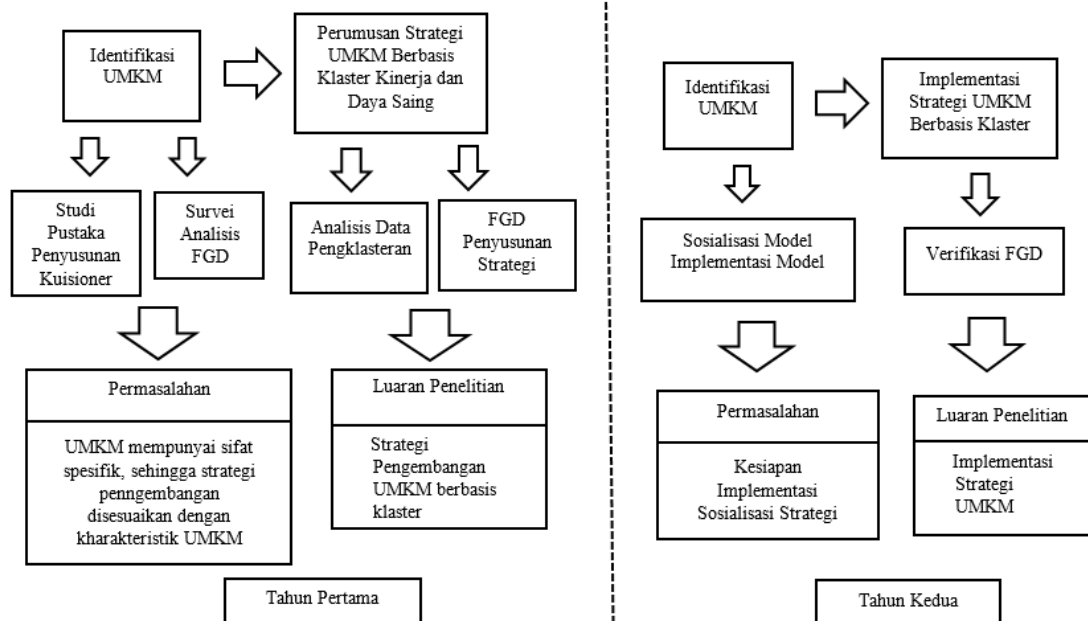 Identifikasi
UMKM
Perumusan Strategi
UMKM Berbasis
Klaster Kinerja dan
Daya Saing
Studi
Pustaka
Penyusunan
Kuisioner
Survei
Analisis
FGD
Analisis Data
Pengklasteran
FGD
Penyusunan
Strategi
Permasalahan
UMKM mempunyai sifat
spesifik, sehingga strategi
penngembangan
disesuaikan dengan
kharakteristik UMKM
Luaran Penelitian
Strategi
Pengembangan
UMKM berbasis
klaster
Tahun Pertama
Identifikasi
UMKM
Implementasi
Strategi UMKM
Berbasis Klaster
Sosialisasi Model
Implementasi Model
Verifikasi FGD
Permasalahan
Kesiapan
Implementasi
Sosialisasi Strategi
Luaran Penelitian
Implementasi
Strategi
UMKM
Tahun Kedua